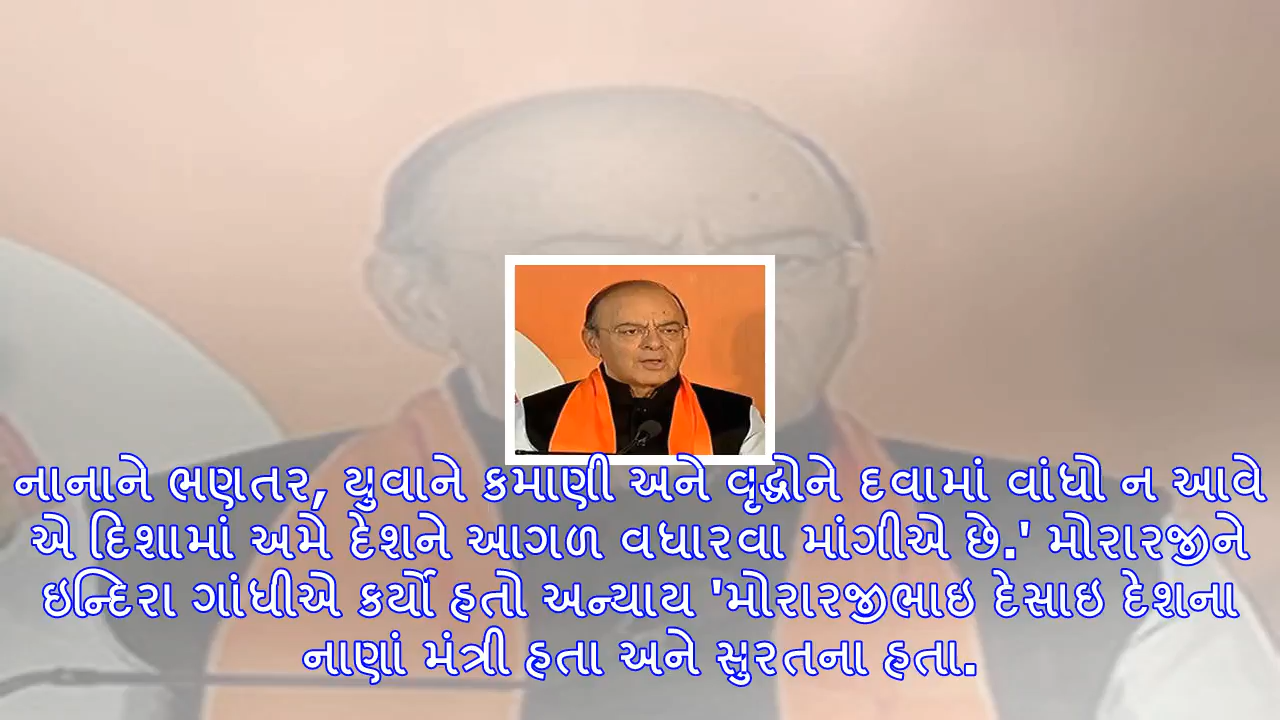 નાનાને ભણતર, યુવાને કમાણી અને વૃદ્ધોને દવામાં વાંધો ન આવે
એ દિશામાં અમે દેશને આગળ વધારવા માંગીએ છે.' મોરારજીને
ઇન્દિરા ગાંધીએ કર્યો હતો અન્યાય 'મોરારજીભાઇ દેસાઇ દેશના
નાણાં મંત્રી હતા અને સુરતના હતા.